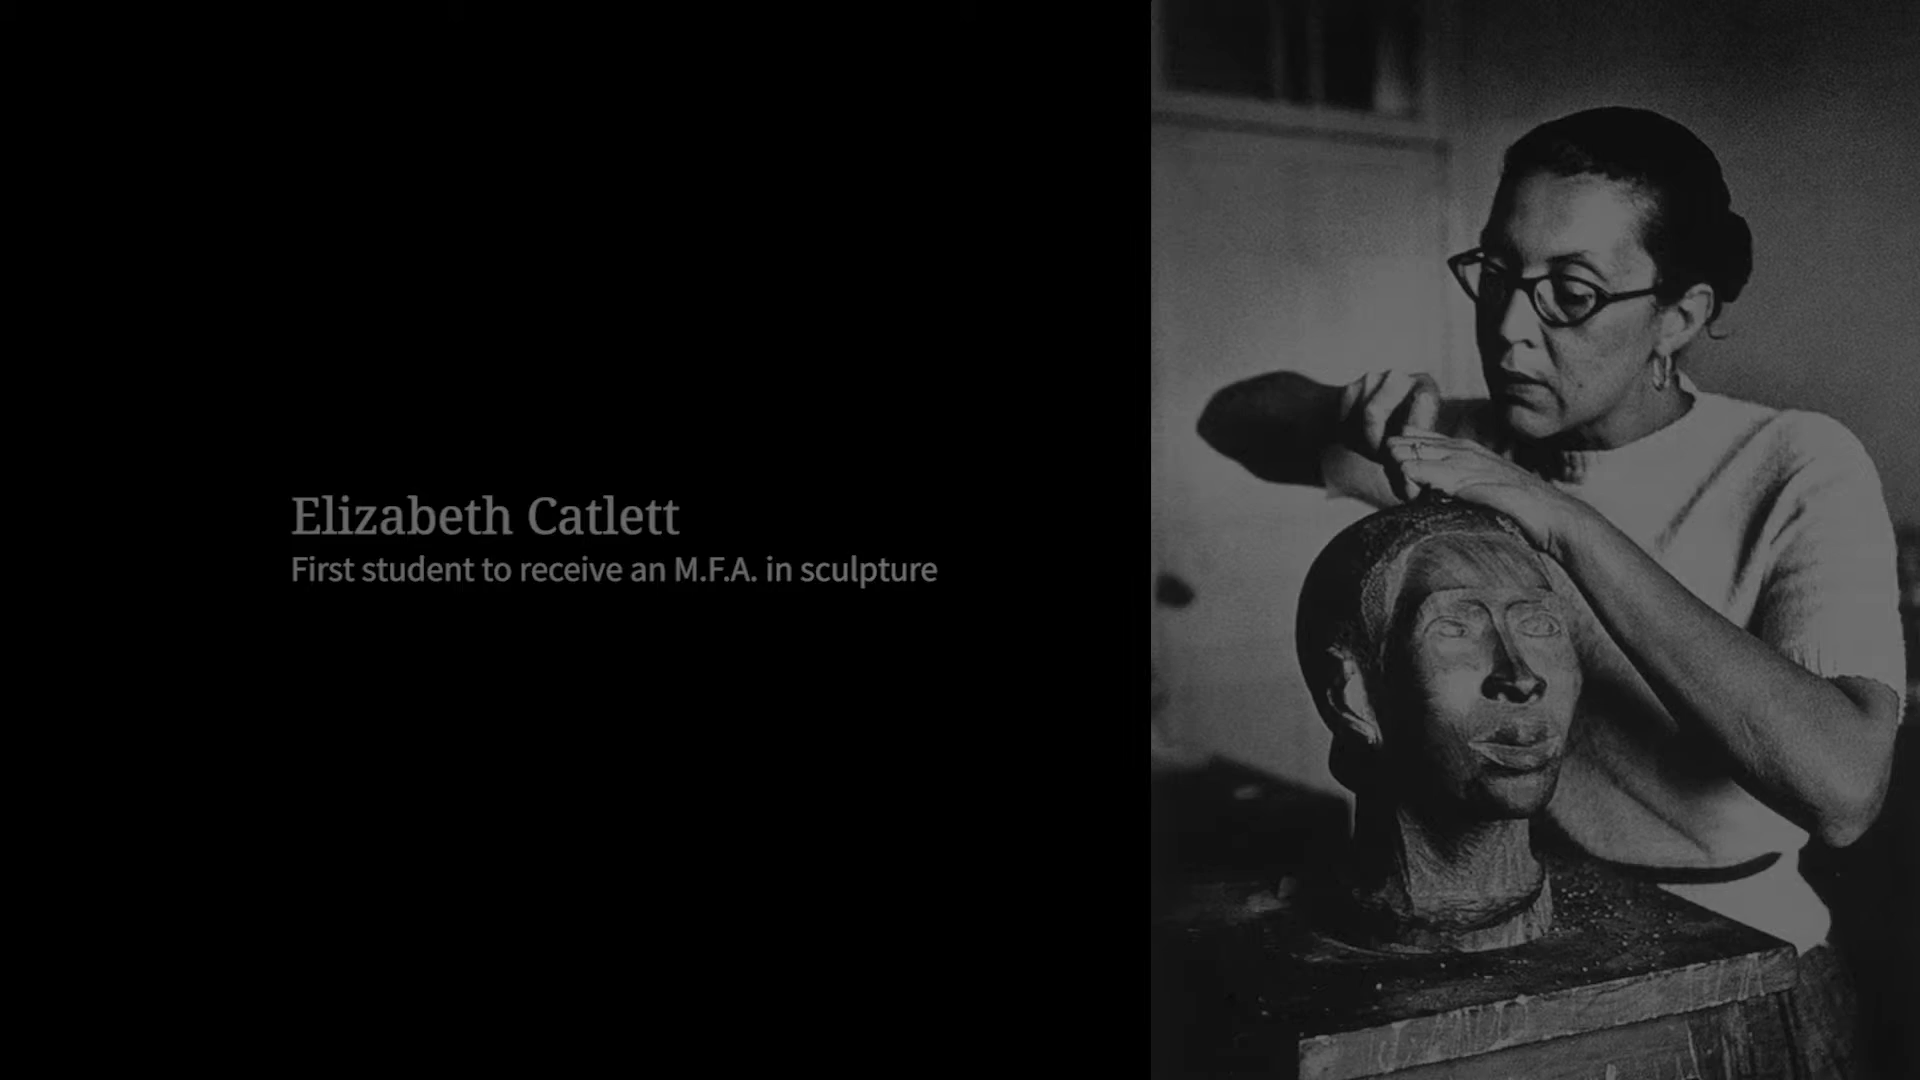 Elizabeth Catlett
First student to receive an M.F.A. in sculpture